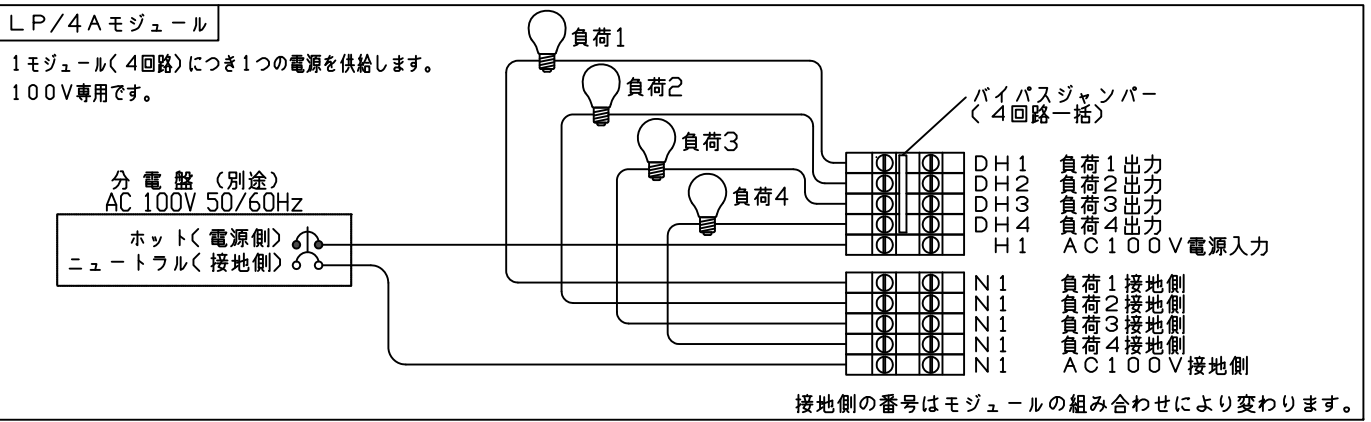 LP/4Aモジュール
1モジュール(4回路)につき1つの電源を供給します。
100V専用です。
負荷1
負荷2
負荷3
負荷4
バイパスジャンパー
(4回路一括)
分電盤 (別途)
AC 100V 50/60Hz
ホット(電源側)
ニュートラル(接地側)
DH1 負荷1出力
DH2 負荷2出力
DH3 負荷3出力
DH4 負荷4出力
H1 AC100V電源入力
N1 負荷1接地側
N1 負荷2接地側
N1 負荷3接地側
N1 負荷4接地側
N1 AC100V接地側
接地側の番号はモジュールの組み合わせにより変わります。